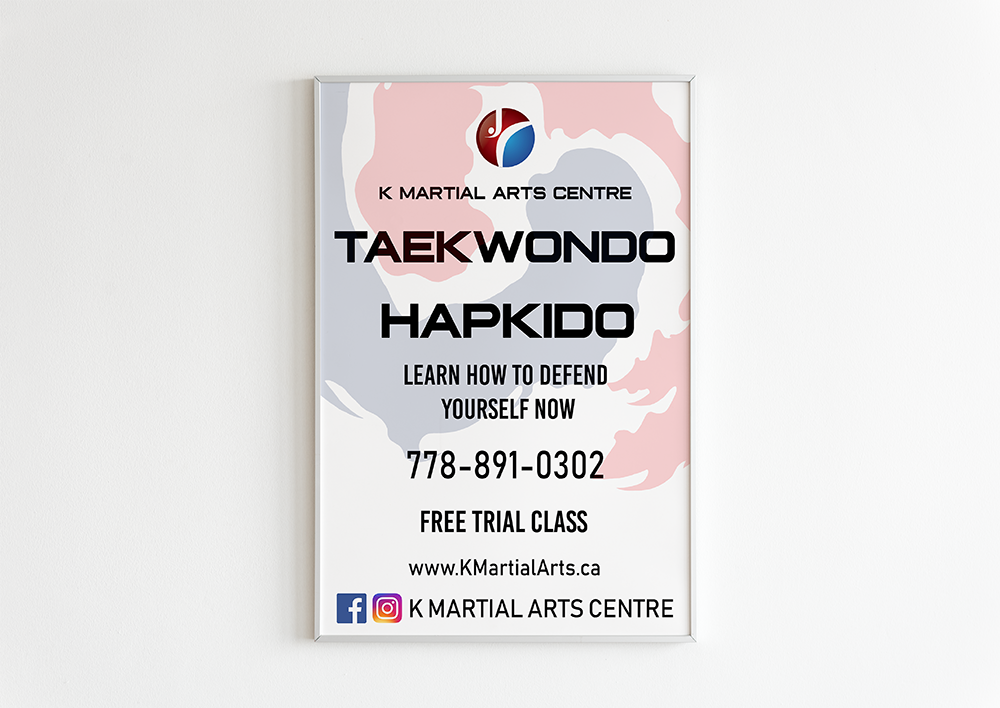 K MARTIAL ARTS CENTRE
TAEKWONDO
HAPKIDO
LEARN HOW TO DEFEND
YOURSELF NOW
778-891-0302
FREE TRIAL CLASS
www.KMartialArts.ca
K MARTIAL ARTS CENTRE